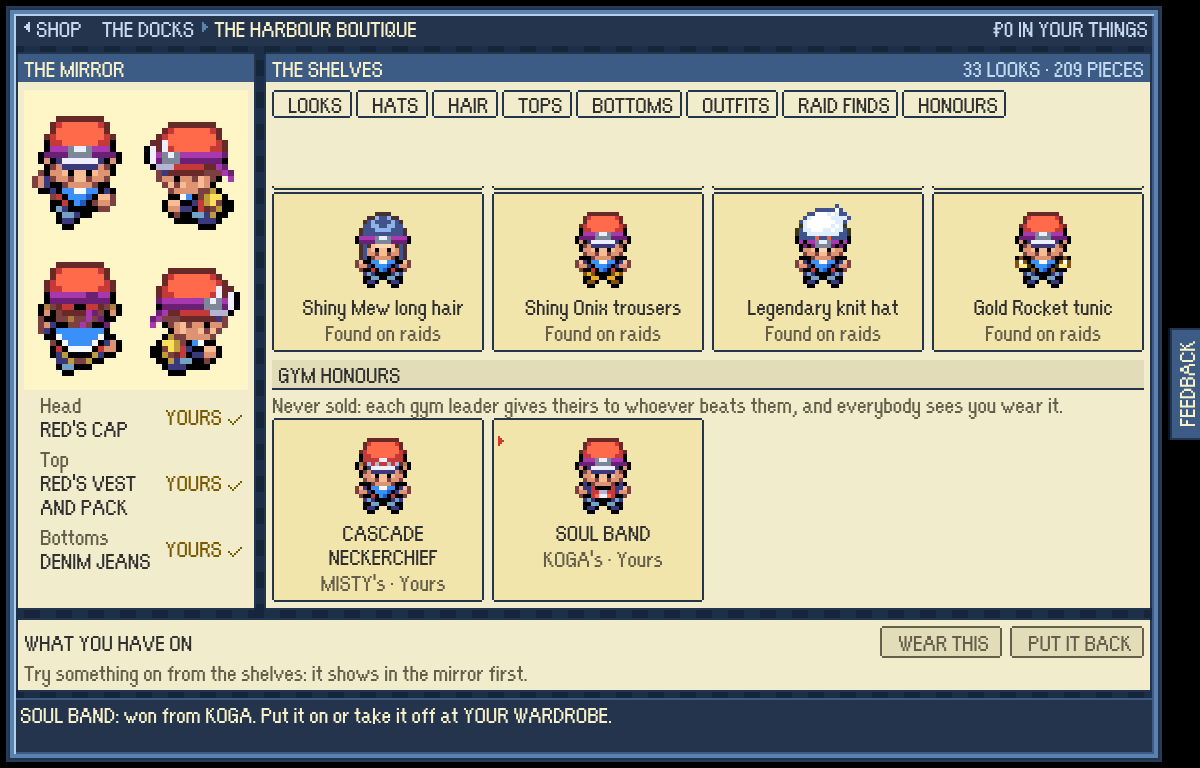 SHOP THE DOCKS THE HARBOUR BOUTIQUE ₽0 IN YOUR THINGS
THE MIRROR
THE SHELVES 33 LOOKS · 209 PIECES
LOOKS HATS HAIR TOPS BOTTOMS OUTFITS RAID FINDS HONOURS
Shiny Mew long hair
Found on raids
Shiny Onix trousers
Found on raids
Legendary knit hat
Found on raids
Gold Rocket tunic
Found on raids
GYM HONOURS
Never sold: each gym leader gives theirs to whoever beats them, and everybody sees you wear it.
CASCADE
NECKERCHIEF
MISTY's · Yours
SOUL BAND
KOGA's · Yours
Head
RED'S CAP
YOURS ✓
Top
RED'S VEST
AND PACK
YOURS ✓
Bottoms
DENIM JEANS
YOURS ✓
WHAT YOU HAVE ON
Try something on from the shelves: it shows in the mirror first.
WEAR THIS PUT IT BACK
SOUL BAND: won from KOGA. Put it on or take it off at YOUR WARDROBE.
FEEDBACK